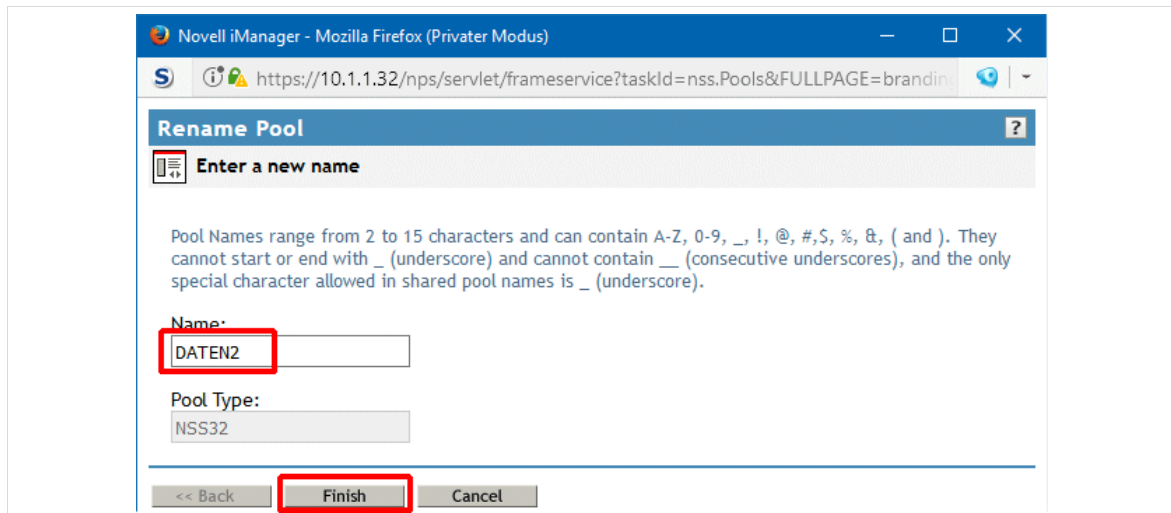 Novell iManager - Mozilla Firefox (Privater Modus)
https://10.1.1.32/nps/servlet/frameservice?taskId=nss.Pools&FULLPAGE=branding
Rename Pool
?
Enter a new name
Pool Names range from 2 to 15 characters and can contain A-Z, 0-9, _, !, @, #,$, %, &, ( and ). They
cannot start or end with _ (underscore) and cannot contain __ (consecutive underscores), and the only
special character allowed in shared pool names is _ (underscore).
Name:
DATEN2
Pool Type:
NSS32
<< Back
Finish
Cancel